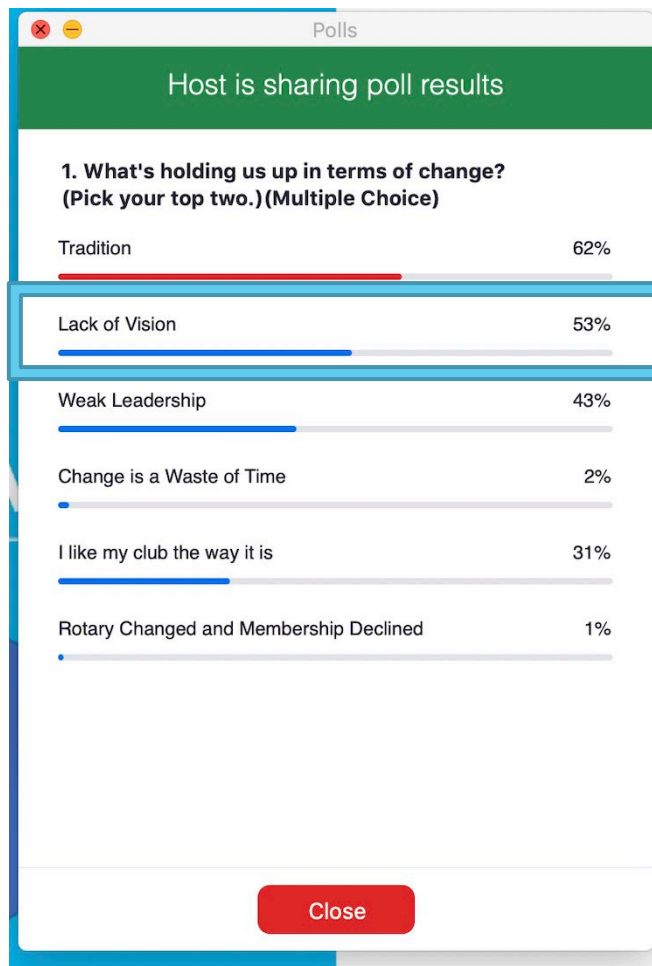 Polls
Host is sharing poll results
1. What's holding us up in terms of change?
(Pick your top two.)(Multiple Choice)
Tradition 62%
Lack of Vision 53%
Weak Leadership 43%
Change is a Waste of Time 2%
I like my club the way it is 31%
Rotary Changed and Membership Declined 1%
Close